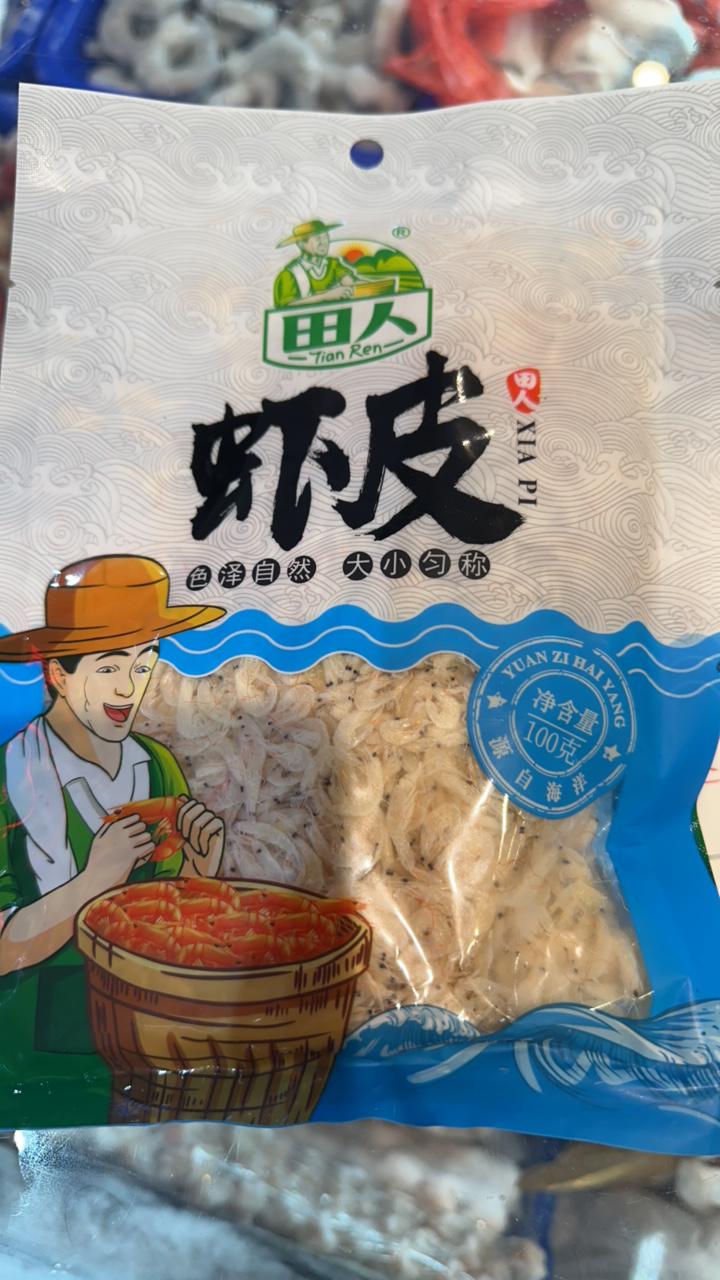 ®
田人
Tian Ren
虾皮
田人
XIA PI
色泽自然 大小匀称
YUAN ZI HAI YANG
净含量
100克
源自海洋